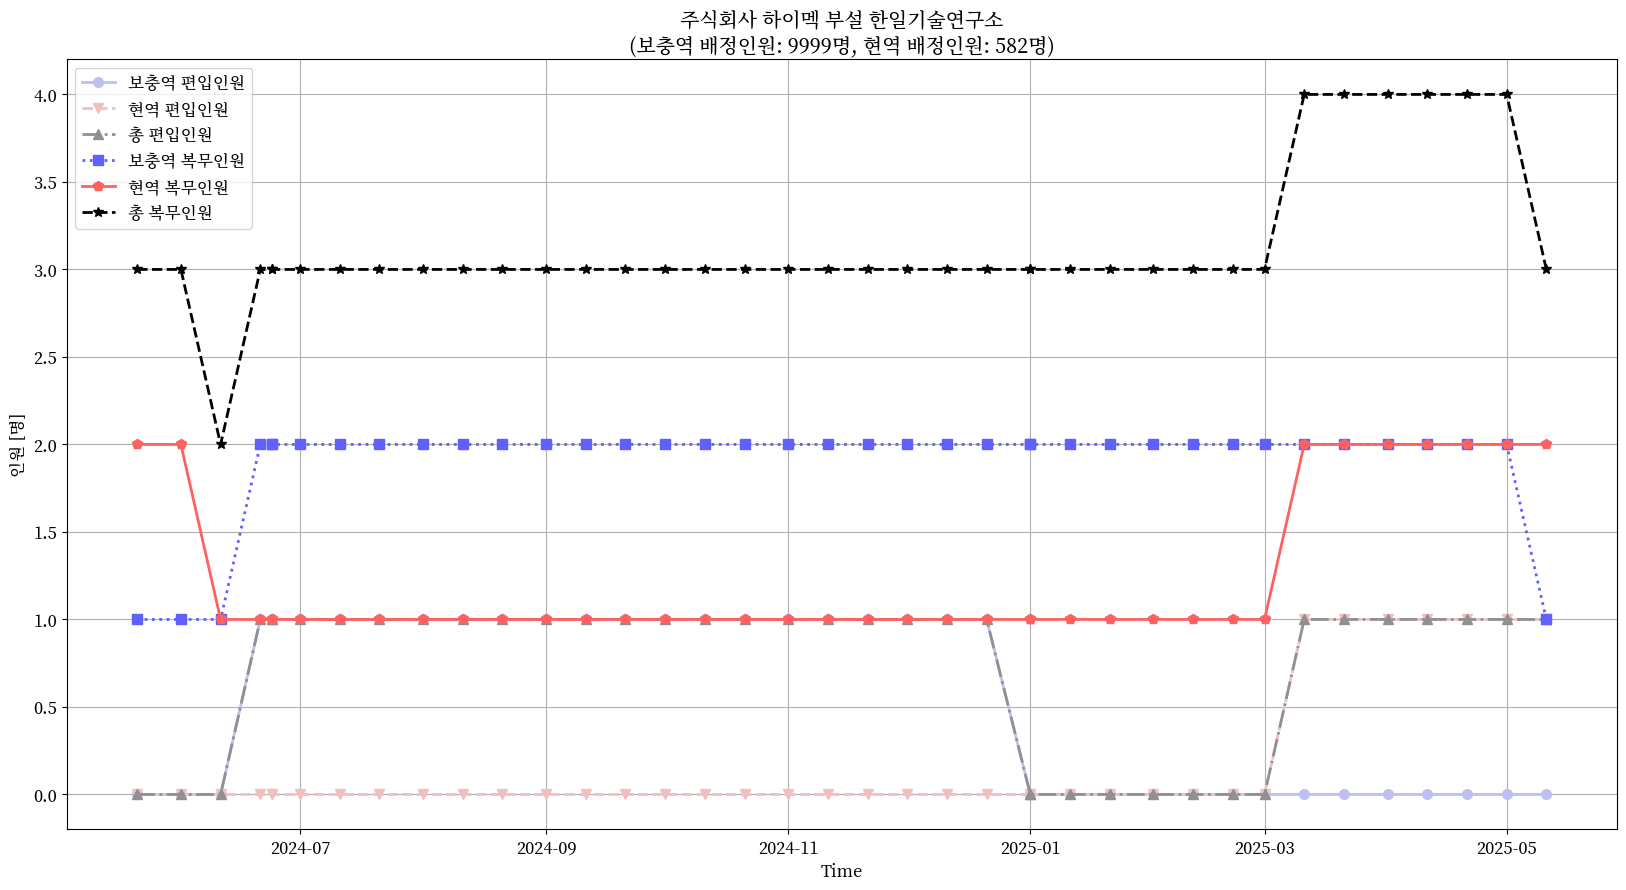 주식회사 하이멕 부설 한일기술연구소
(보충역 배정인원: 9999명, 현역 배정인원: 582명)
보충역 편입인원
현역 편입인원
총 편입인원
보충역 복무인원
현역 복무인원
총 복무인원
4.0
3.5
3.0
2.5
2.0
1.5
1.0
0.5
0.0
인원 [명]
2024-07
2024-09
2024-11
2025-01
2025-03
2025-05
Time